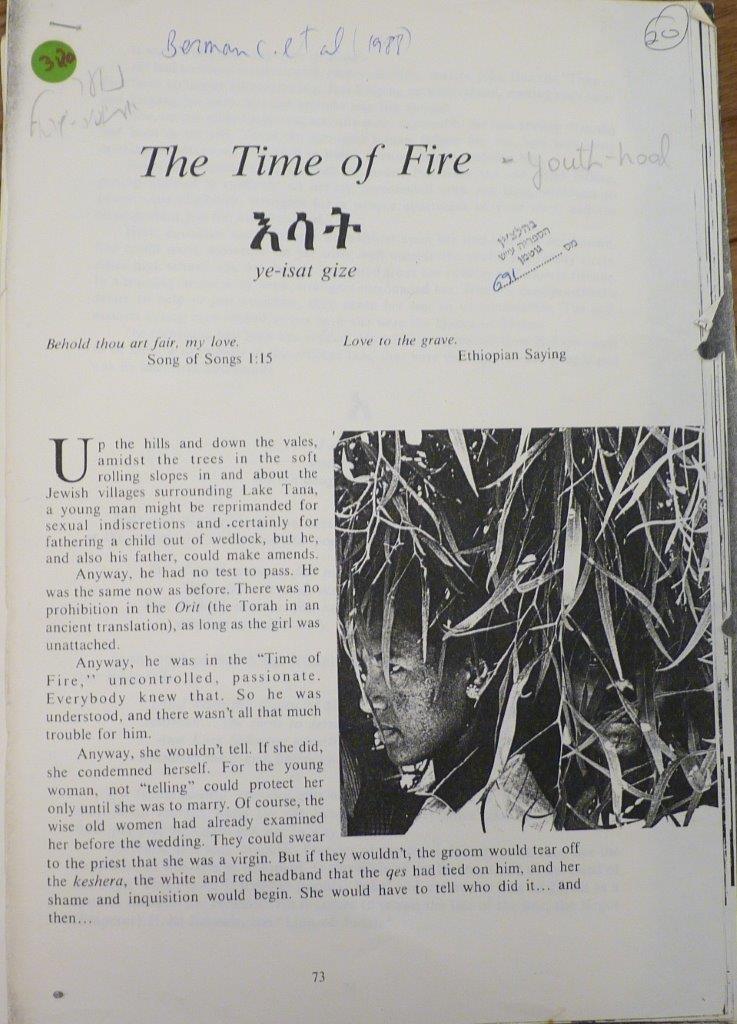 Berman C. et al (1988)
60
380
נוער
The Time of Fire - youth-hood
እሳት
ye-isat gize
691
מס
Behold thou art fair, my love.
Song of Songs 1:15
Love to the grave.
Ethiopian Saying
Up the hills and down the vales,
amidst the trees in the soft
rolling slopes in and about the
Jewish villages surrounding Lake Tana,
a young man might be reprimanded for
sexual indiscretions and .certainly for
fathering a child out of wedlock, but he,
and also his father, could make amends.
Anyway, he had no test to pass. He
was the same now as before. There was no
prohibition in the Orit (the Torah in an
ancient translation), as long as the girl was
unattached.
Anyway, he was in the “Time of
Fire,” uncontrolled, passionate.
Everybody knew that. So he was
understood, and there wasn't all that much
trouble for him.
Anyway, she wouldn't tell. If she did,
she condemned herself. For the young
woman, not “telling” could protect her
only until she was to marry. Of course, the
wise old women had already examined
her before the wedding. They could swear
to the priest that she was a virgin. But if they wouldn't, the groom would tear off
the keshera, the white and red headband that the qes had tied on him, and her
shame and inquisition would begin. She would have to tell who did it... and
then...
73